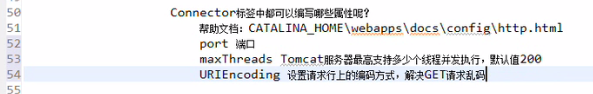 50 Connector标签中都可以编写哪些属性呢?
51 帮助文档:CATALINA_HOME\webapps\docs\config\http.html
52 port 端口
53 maxThreads Tomcat服务器最高支持多少个线程并发执行,默认值200
54 URIEncoding 设置请求行上的编码方式,解决GET请求乱码